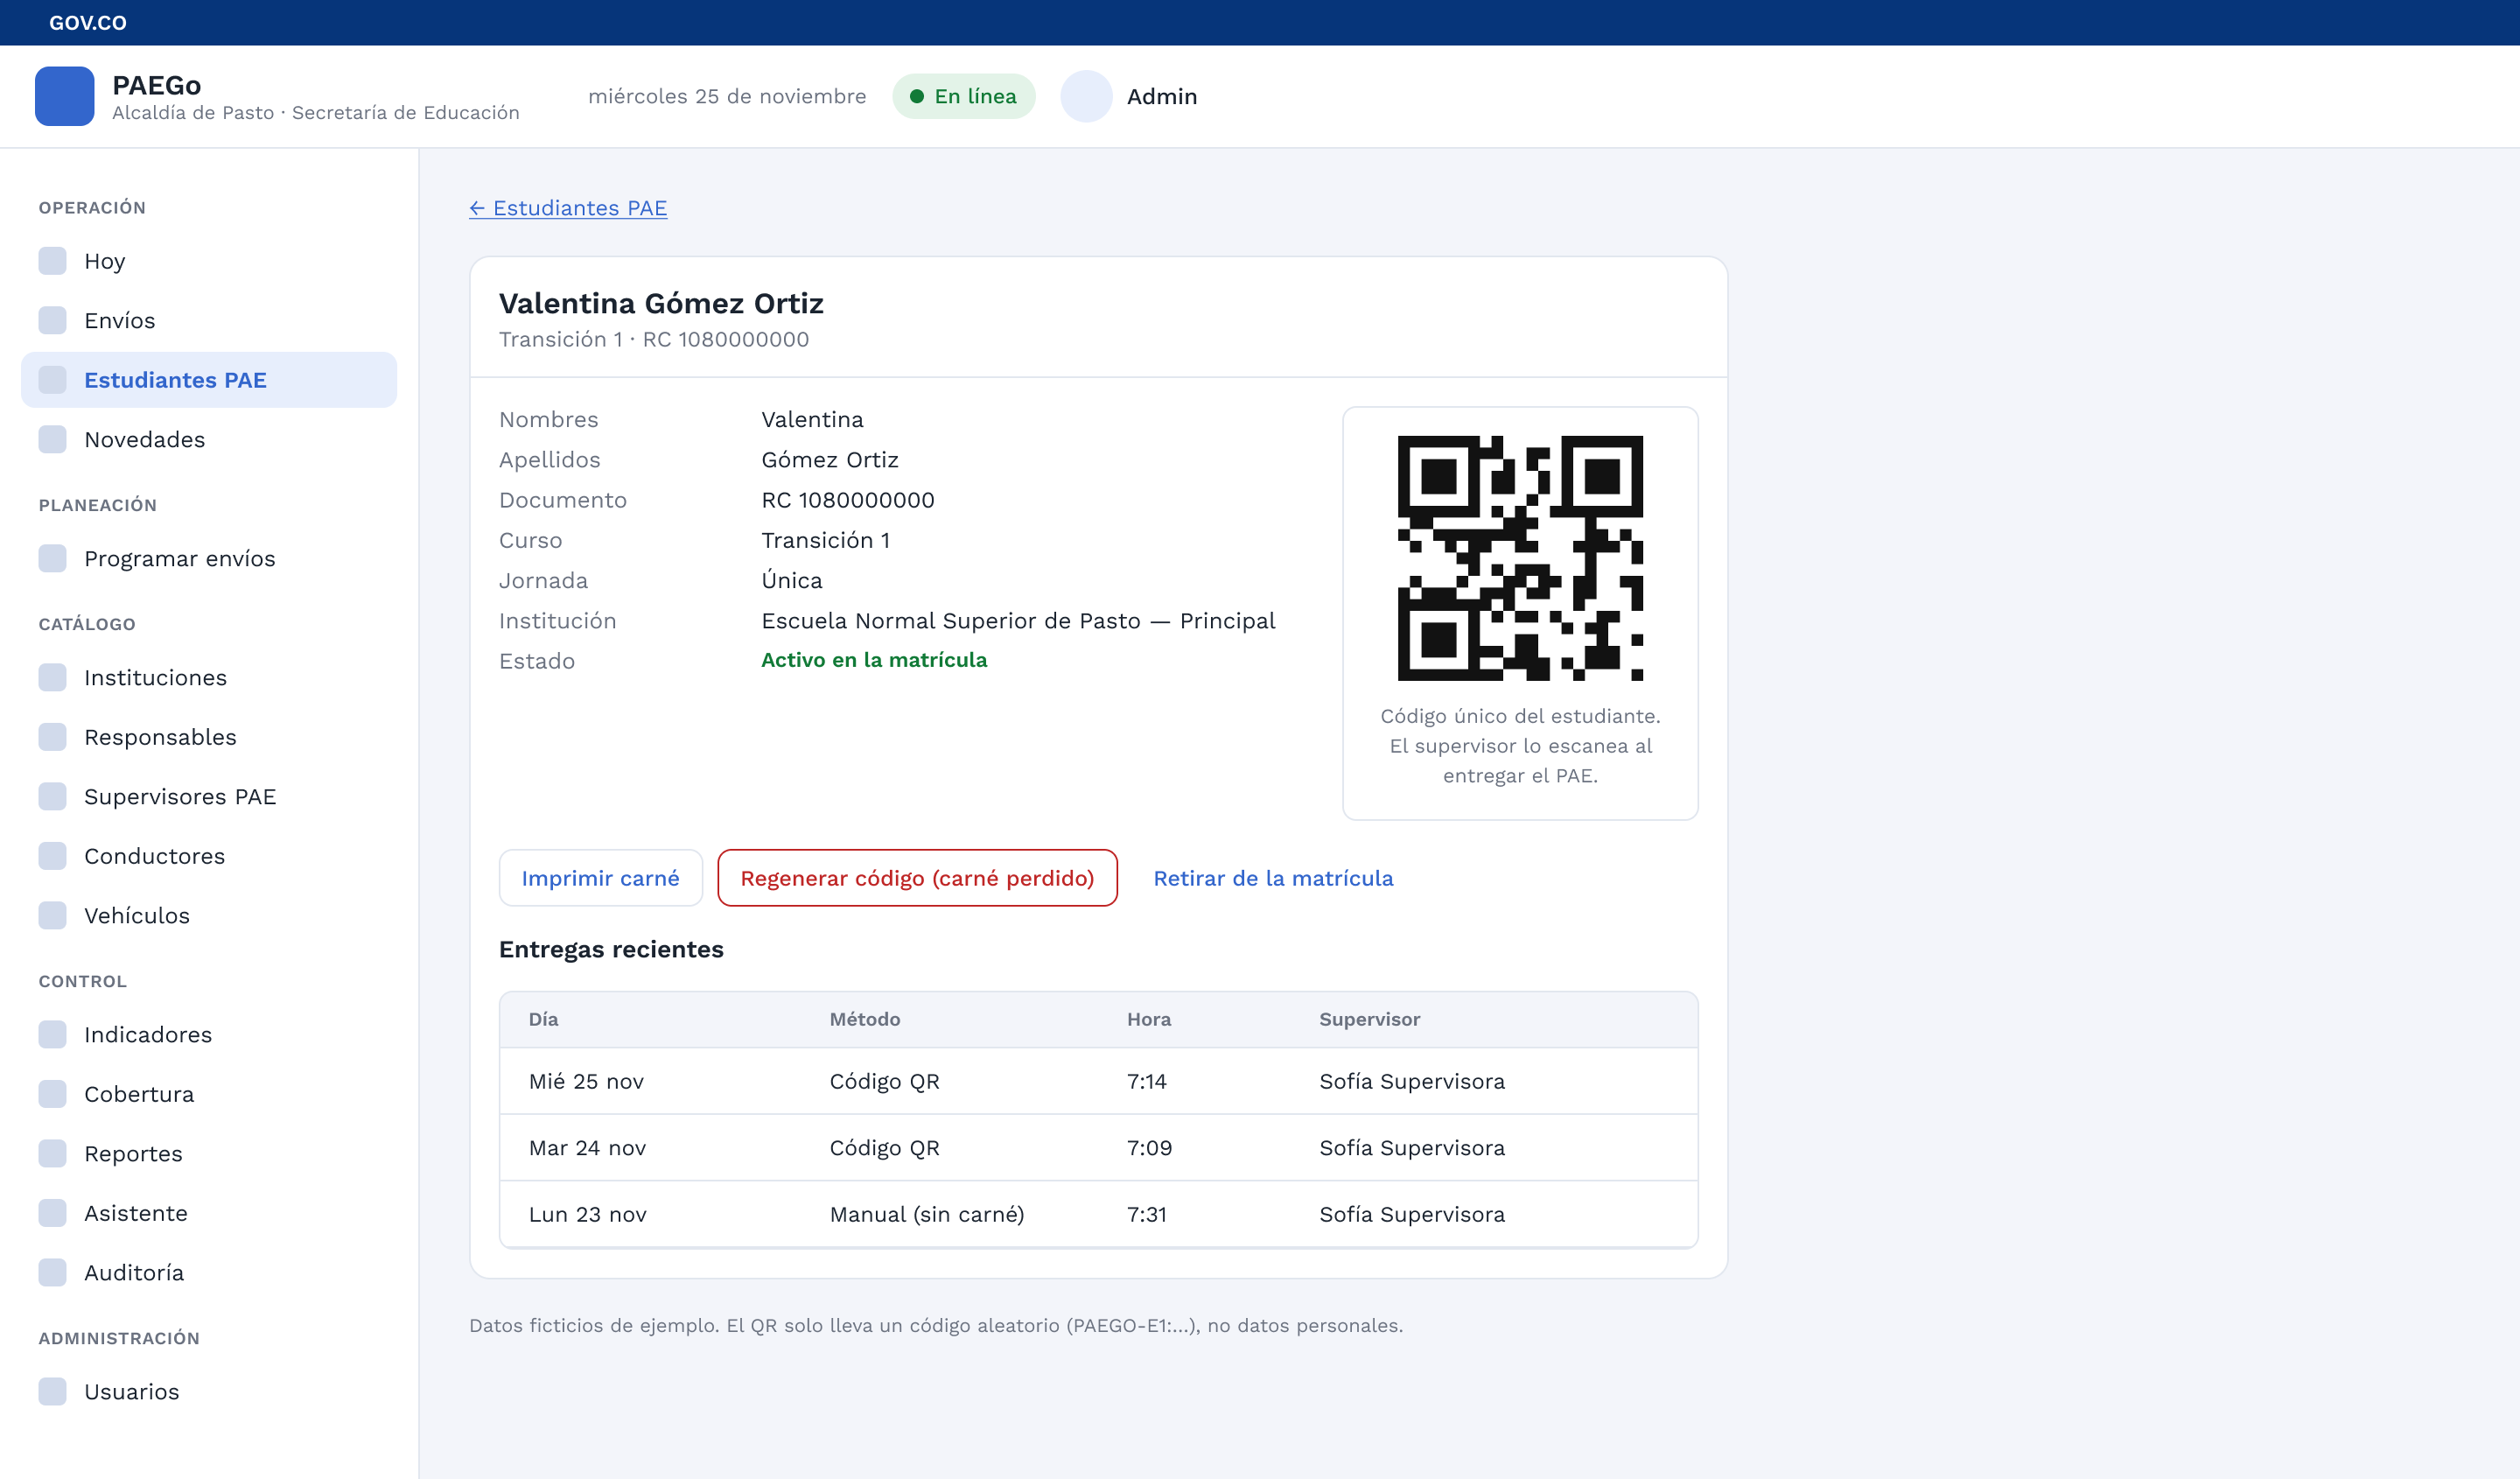 GOV.CO
PAEGo
Alcaldía de Pasto · Secretaría de Educación
miércoles 25 de noviembre
En línea
Admin
OPERACIÓN
Hoy
Envíos
Estudiantes PAE
Novedades
PLANEACIÓN
Programar envíos
CATÁLOGO
Instituciones
Responsables
Supervisores PAE
Conductores
Vehículos
CONTROL
Indicadores
Cobertura
Reportes
Asistente
Auditoría
ADMINISTRACIÓN
Usuarios
← Estudiantes PAE
Valentina Gómez Ortiz
Transición 1 · RC 1080000000
Nombres Valentina
Apellidos Gómez Ortiz
Documento RC 1080000000
Curso Transición 1
Jornada Única
Institución Escuela Normal Superior de Pasto — Principal
Estado Activo en la matrícula
Código único del estudiante.
El supervisor lo escanea al
entregar el PAE.
Imprimir carné Regenerar código (carné perdido) Retirar de la matrícula
Entregas recientes
Día Método Hora Supervisor
Mié 25 nov Código QR 7:14 Sofía Supervisora
Mar 24 nov Código QR 7:09 Sofía Supervisora
Lun 23 nov Manual (sin carné) 7:31 Sofía Supervisora
Datos ficticios de ejemplo. El QR solo lleva un código aleatorio (PAEGO-E1:…), no datos personales.